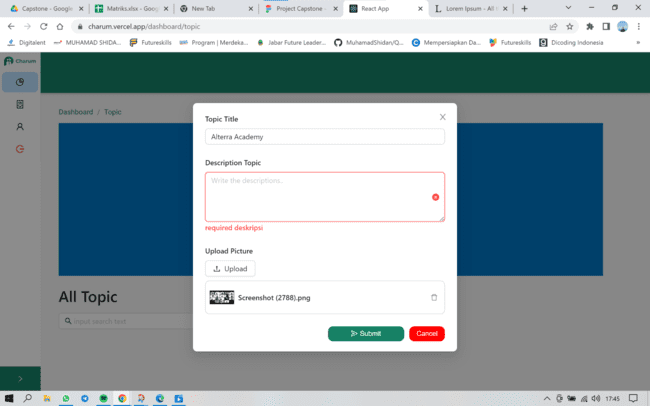 Capstone - Google
Matriks.xlsx - Goog
New Tab
Project Capstone -
React App
Lorem Ipsum - All t
charum.vercel.app/dashboard/topic
Digitalent
MUHAMAD SHIDA...
Futureskills
Program | Merdeka...
Jabar Future Leader...
MuhamadShidan/Q...
Mempersiapkan Da...
Futureskills
Dicoding Indonesia
Charum
Dashboard / Topic
Topic Title
Alterra Academy
Description Topic
Write the descriptions..
required deskripsi
Upload Picture
Upload
Screenshot (2788).png
Submit
Cancel
All Topic
input search text
17:45